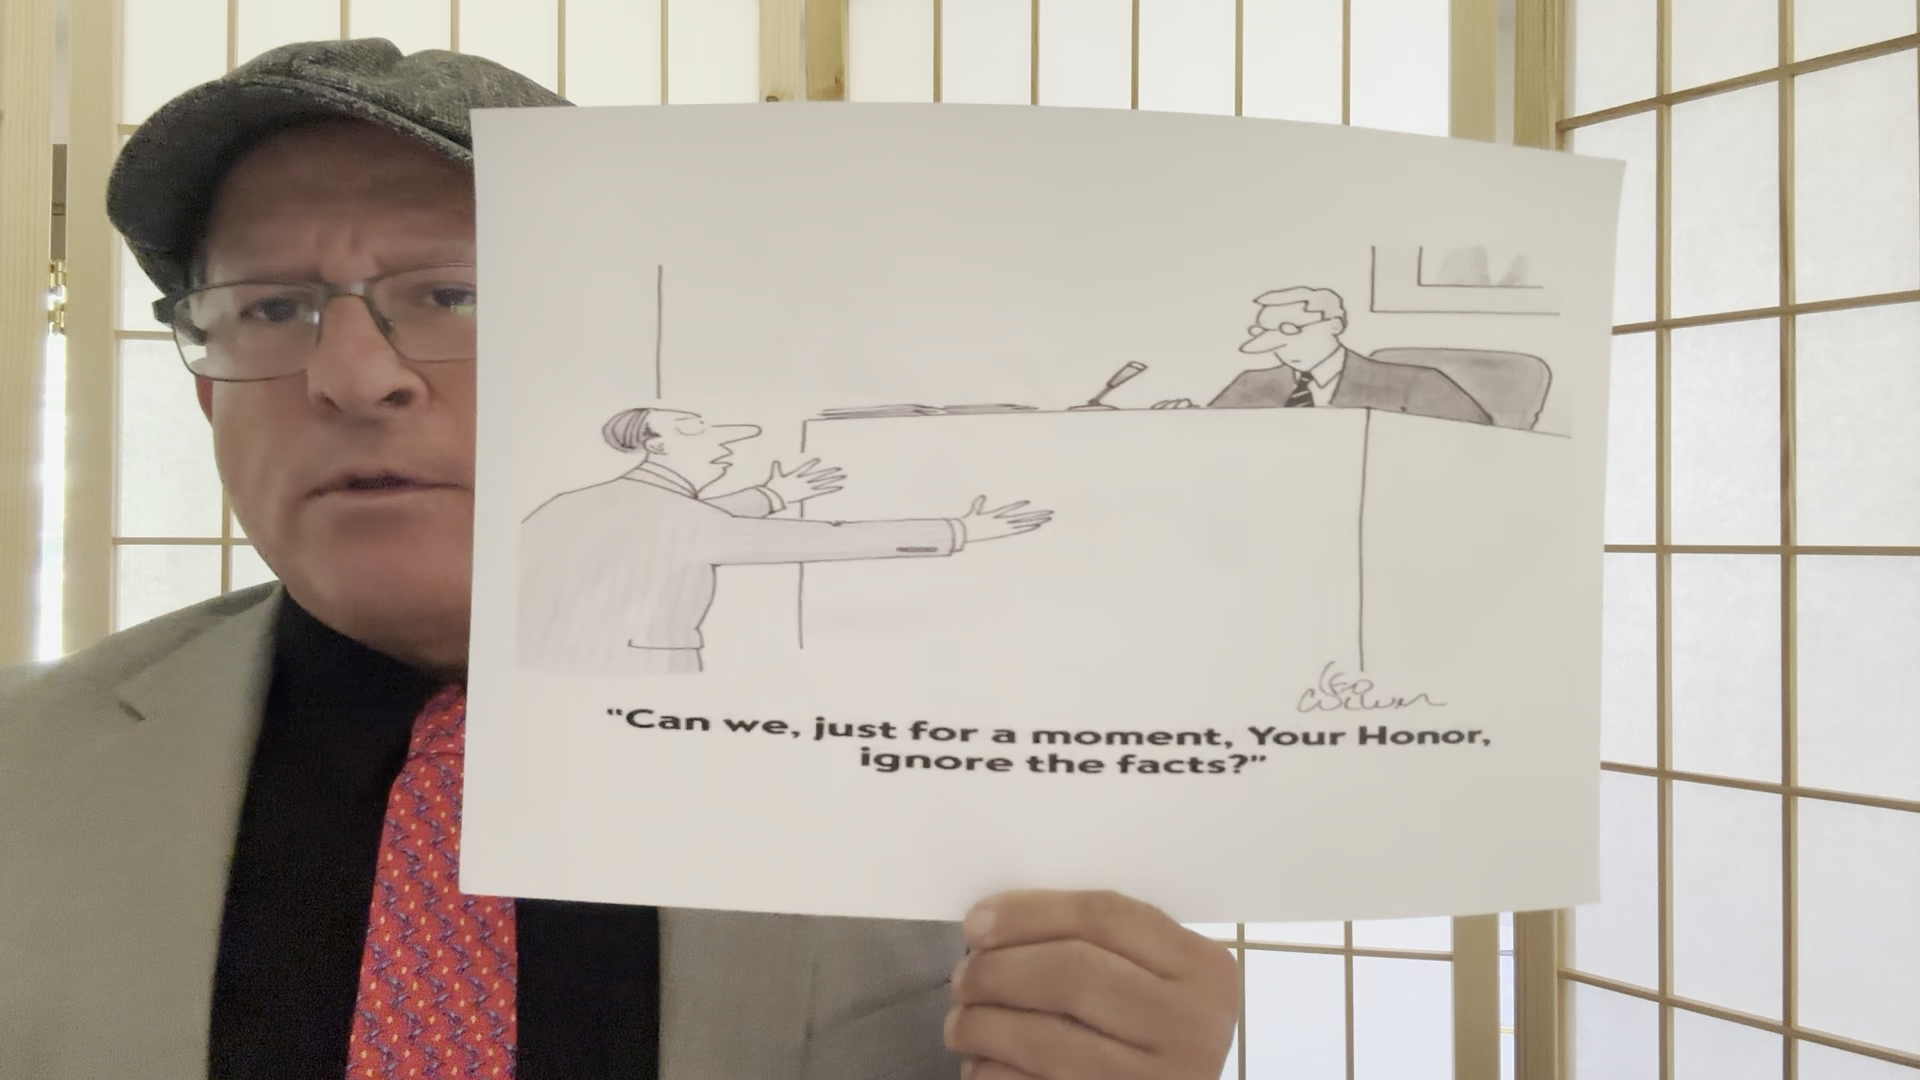 "Can we, just for a moment, Your Honor,
ignore the facts?"